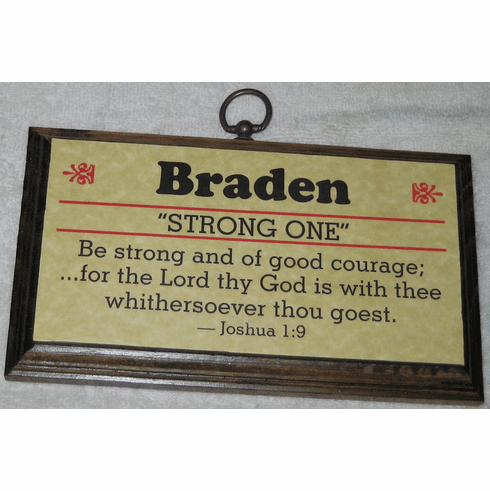 Braden
“STRONG ONE”
Be strong and of good courage;
...for the Lord thy God is with thee
whithersoever thou goest.
— Joshua 1:9